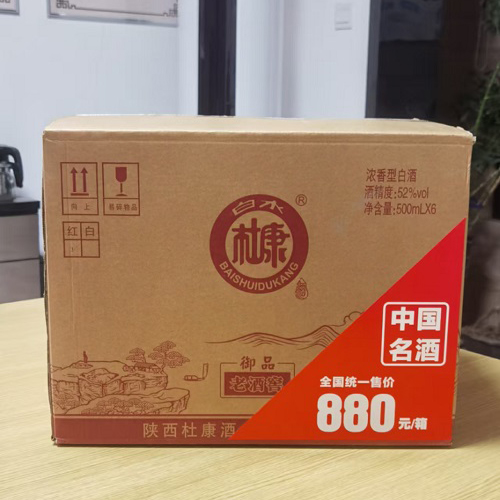 向上
易碎物品
红 白
白水
杜康
BAISHUIDUKANG
®
浓香型白酒
酒精度:52%vol
净含量:500mLX6
御品
老酒窖
陕西杜康酒
中国
名酒
全国统一售价
880元/箱